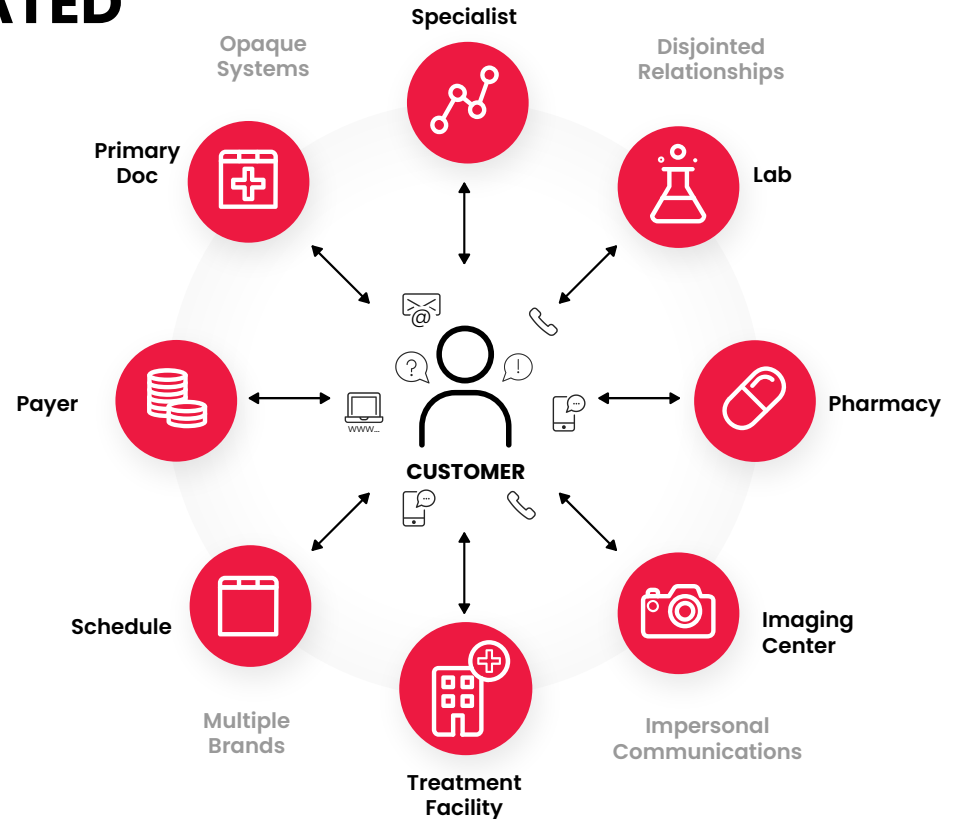 ATED
Specialist
Opaque
Systems
Disjointed
Relationships
Primary
Doc
Lab
@
?
!
www...
Payer
Pharmacy
CUSTOMER
Schedule
Imaging
Center
Multiple
Brands
Impersonal
Communications
Treatment
Facility